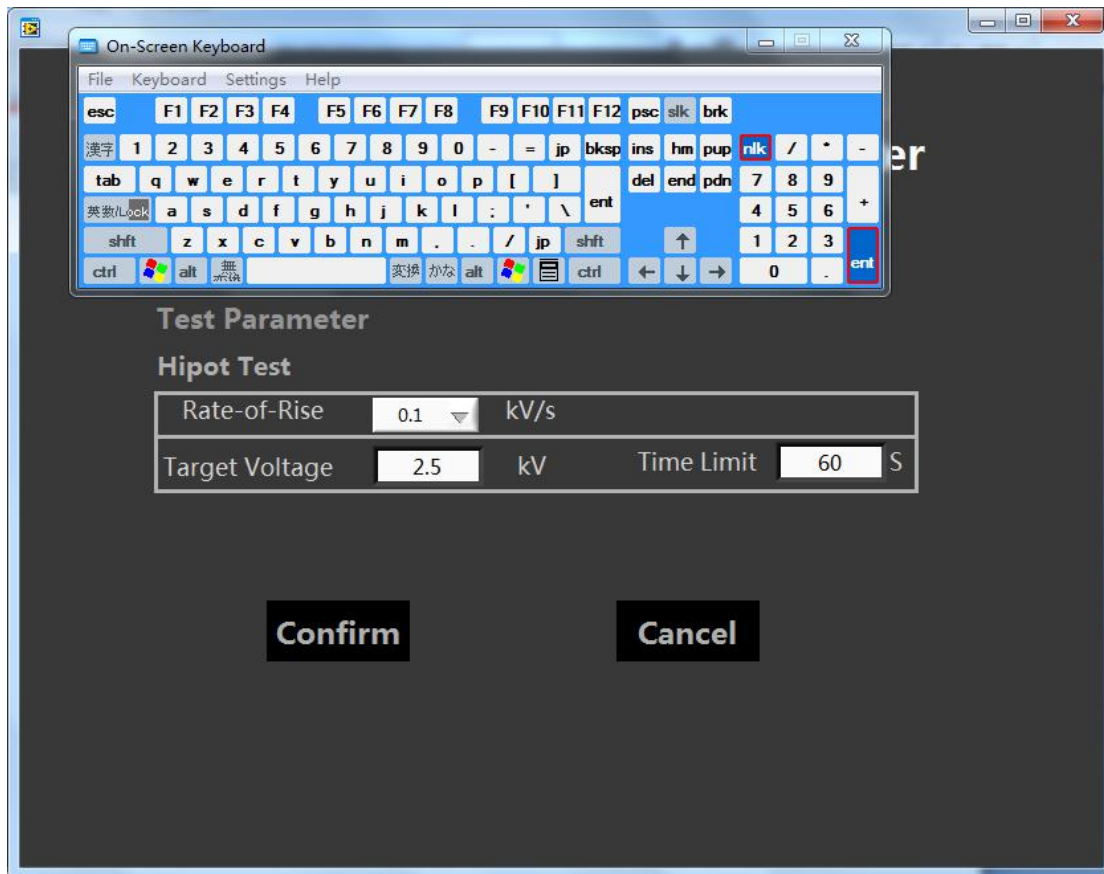 On-Screen Keyboard
File Keyboard Settings Help
esc F1 F2 F3 F4 F5 F6 F7 F8 F9 F10 F11 F12 psc slk brk
漢字 1 2 3 4 5 6 7 8 9 0 - = jp bksp ins hm pup nlk / * -
tab q w e r t y u i o p [ ] del end pdn 7 8 9
英数/Lock a s d f g h j k l ; ' \ ent 4 5 6 +
shft z x c v b n m , . / jp shft ↑ 1 2 3
ctrl alt 変換 かな alt ctrl ← ↓ → 0 . ent
er
Test Parameter
Hipot Test
Rate-of-Rise 0.1 kV/s
Target Voltage 2.5 kV Time Limit 60 S
Confirm Cancel